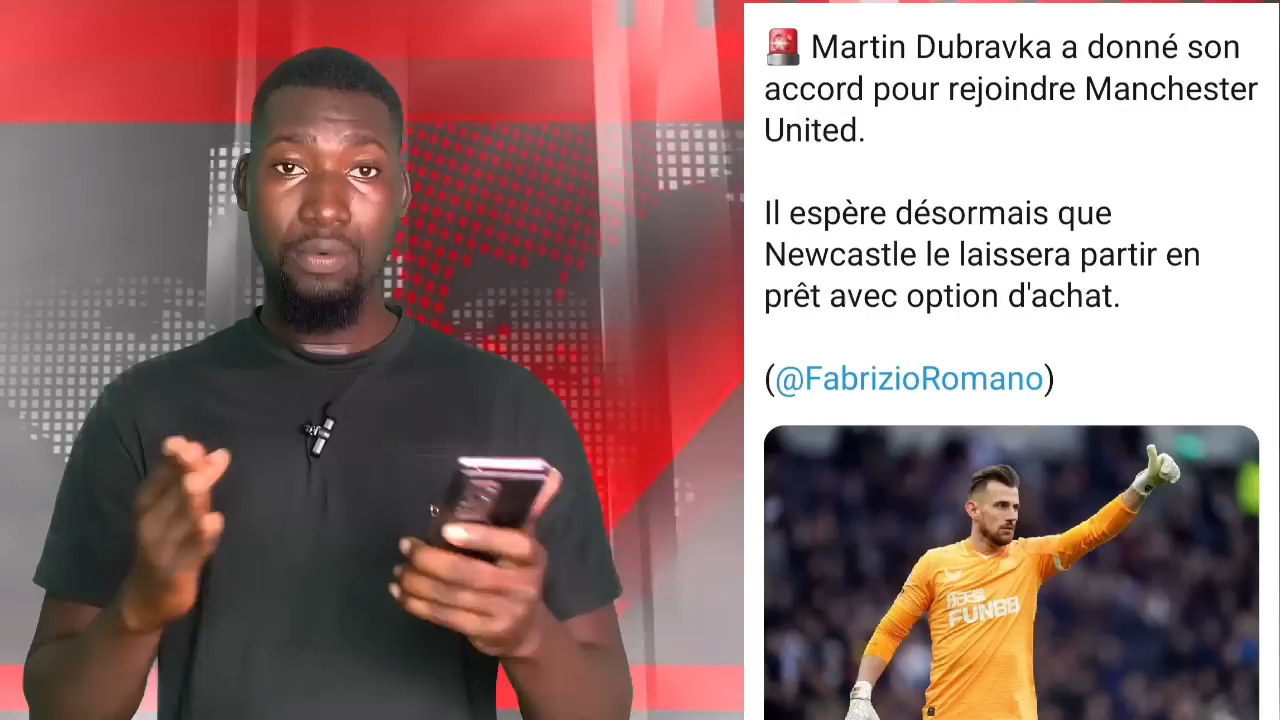 🚨 Martin Dubravka a donné son
accord pour rejoindre Manchester
United.
Il espère désormais que
Newcastle le laissera partir en
prêt avec option d'achat.
(@FabrizioRomano)
FUN88